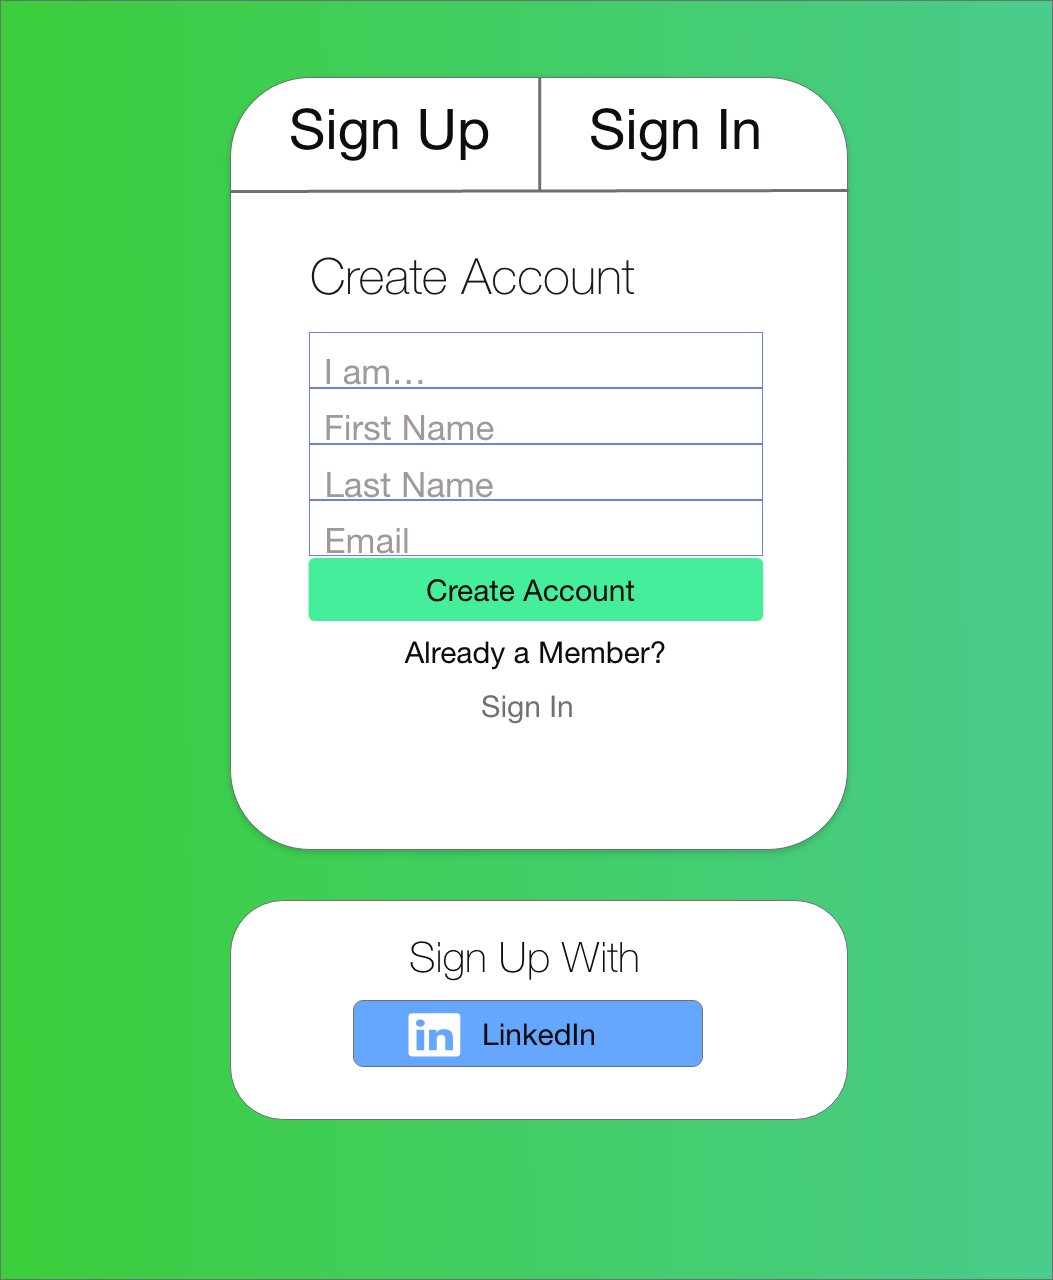 Sign Up
Sign In
Create Account
I am...
First Name
Last Name
Email
Create Account
Already a Member?
Sign In
Sign Up With
in LinkedIn